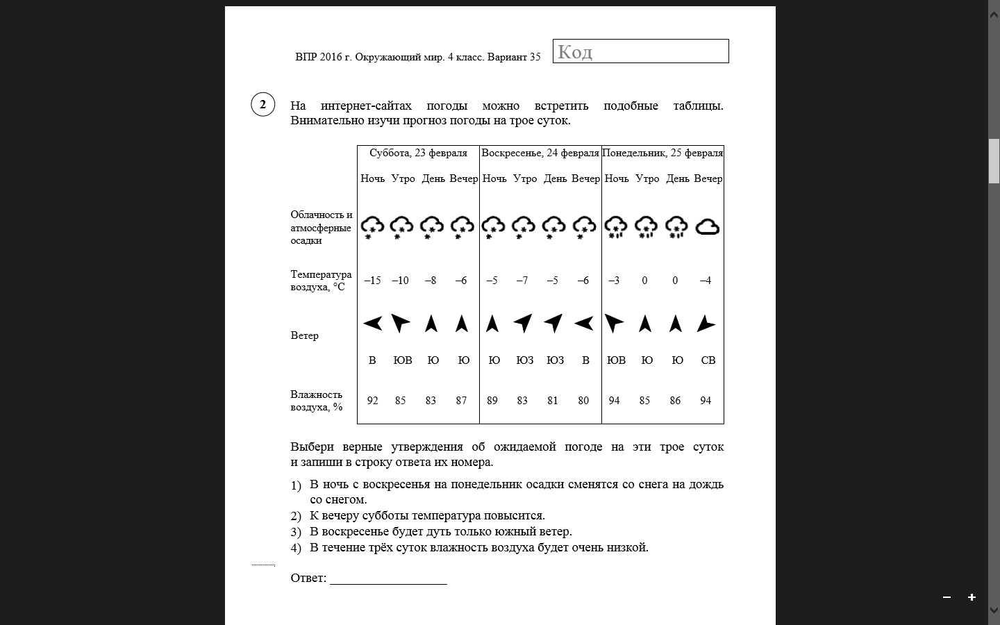 ВПР 2016 г. Окружающий мир. 4 класс. Вариант 35
Код
2
На интернет-сайтах погоды можно встретить подобные таблицы.
Внимательно изучи прогноз погоды на трое суток.
Суббота, 23 февраля Воскресенье, 24 февраля Понедельник, 25 февраля
Ночь Утро День Вечер Ночь Утро День Вечер Ночь Утро День Вечер
Облачность и
атмосферные
осадки
Температура
воздуха, °C
–15 –10 –8 –6 –5 –7 –5 –6 –3 0 0 –4
Ветер
В ЮВ Ю Ю Ю ЮЗ ЮЗ В ЮВ Ю Ю СВ
Влажность
воздуха, %
92 85 83 87 89 83 81 80 94 85 86 94
Выбери верные утверждения об ожидаемой погоде на эти трое суток
и запиши в строку ответа их номера.
1) В ночь с воскресенья на понедельник осадки сменятся со снега на дождь
со снегом.
2) К вечеру субботы температура повысится.
3) В воскресенье будет дуть только южный ветер.
4) В течение трёх суток влажность воздуха будет очень низкой.
Ответ: